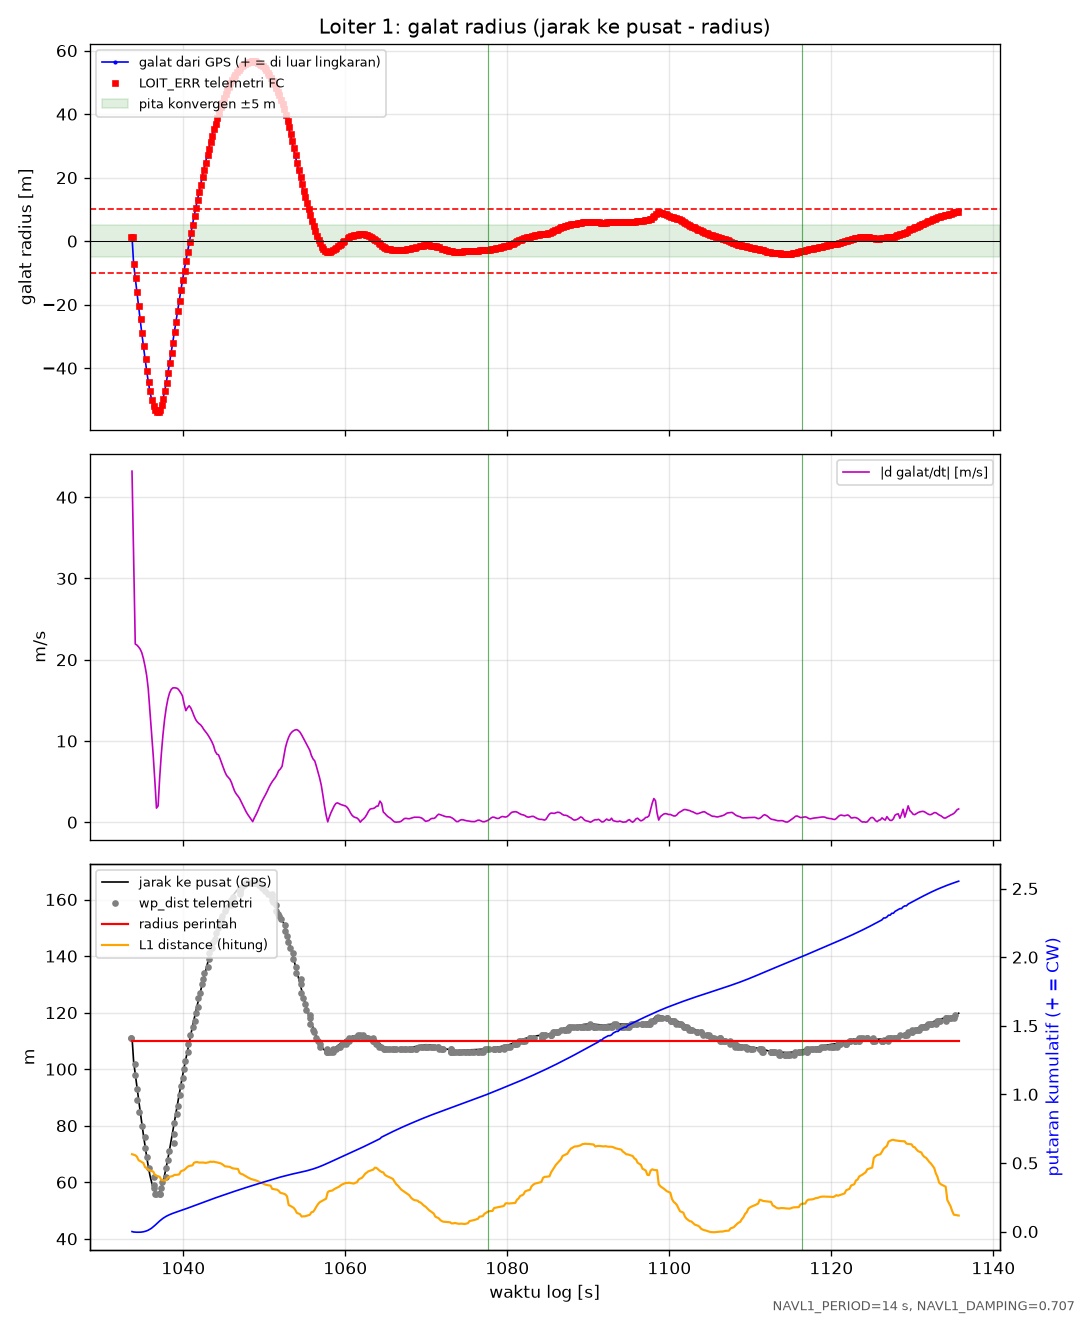 Loiter 1: galat radius (jarak ke pusat - radius)
galat dari GPS (+ = di luar lingkaran)
LOIT_ERR telemetri FC
pita konvergen ±5 m
60
40
20
0
−20
−40
galat radius [m]
|d galat/dt| [m/s]
40
30
20
10
0
m/s
jarak ke pusat (GPS)
wp_dist telemetri
radius perintah
L1 distance (hitung)
160
140
120
100
80
60
40
m
2.5
2.0
1.5
1.0
0.5
0.0
putaran kumulatif (+ = CW)
1040 1060 1080 1100 1120 1140
waktu log [s]
NAVL1_PERIOD=14 s, NAVL1_DAMPING=0.707